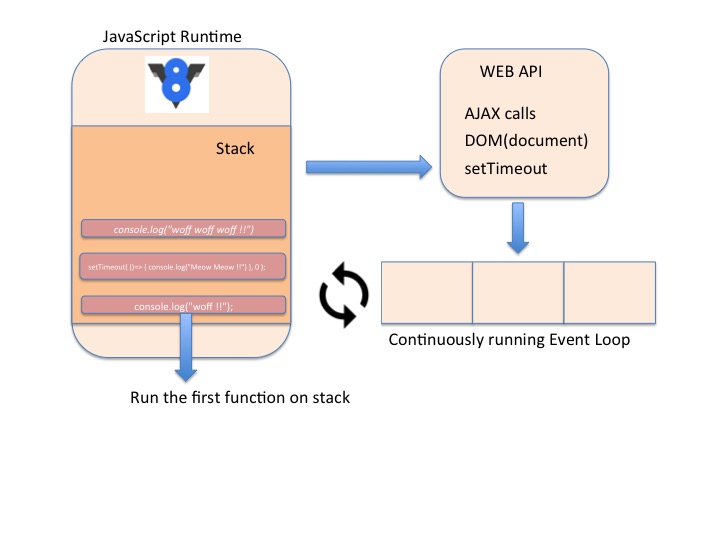 JavaScript Runtime
8
Stack
console.log("woff woff woff !!")
setTimeout( ()=> { console.log("Meow Meow !!") }, 0 );
console.log("woff !!");
Run the first function on stack
WEB API
AJAX calls
DOM(document)
setTimeout
Continuously running Event Loop